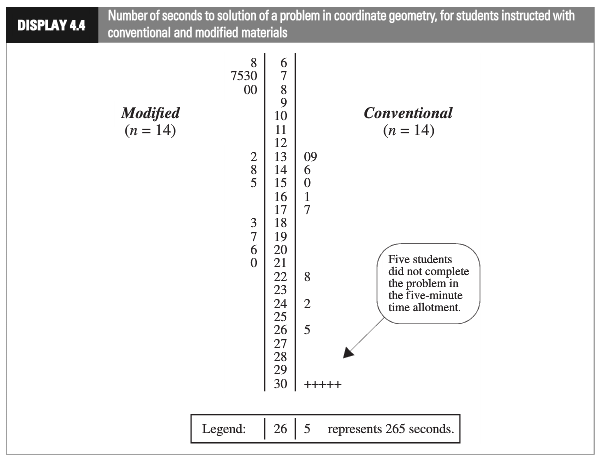 DISPLAY 4.4
Number of seconds to solution of a problem in coordinate geometry, for students instructed with
conventional and modified materials
Modified
(n = 14)
Conventional
(n = 14)
8 6
7530 7
00 8
9
10
11
12
2 13 09
8 14 6
5 15 0
16 1
17 7
3 18
7 19
6 20
0 21
22 8
23
24 2
25
26 5
27
28
29
30 +++++
Five students
did not complete
the problem in
the five-minute
time allotment.
Legend: 26 5 represents 265 seconds.